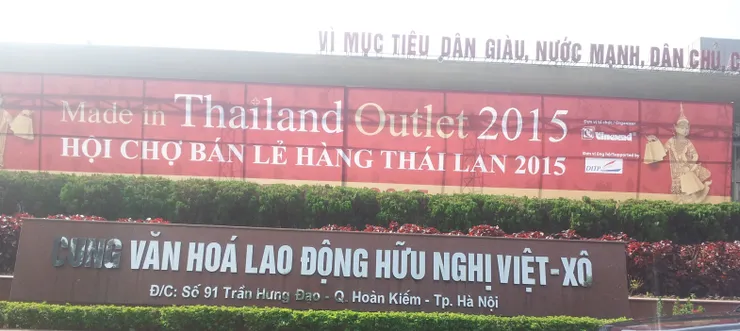 VÌ MỤC TIÊU DÂN GIÀU, NƯỚC MẠNH, DÂN CHỦ, C
Made in Thailand Outlet 2015
HỘI CHỢ BÁN LẺ HÀNG THÁI LAN 2015
Vinexad
DITP
CUNG VĂN HOÁ LAO ĐỘNG HỮU NGHỊ VIỆT-XÔ
Đ/C: Số 91 Trần Hưng Đạo - Q. Hoàn Kiếm - Tp. Hà Nội